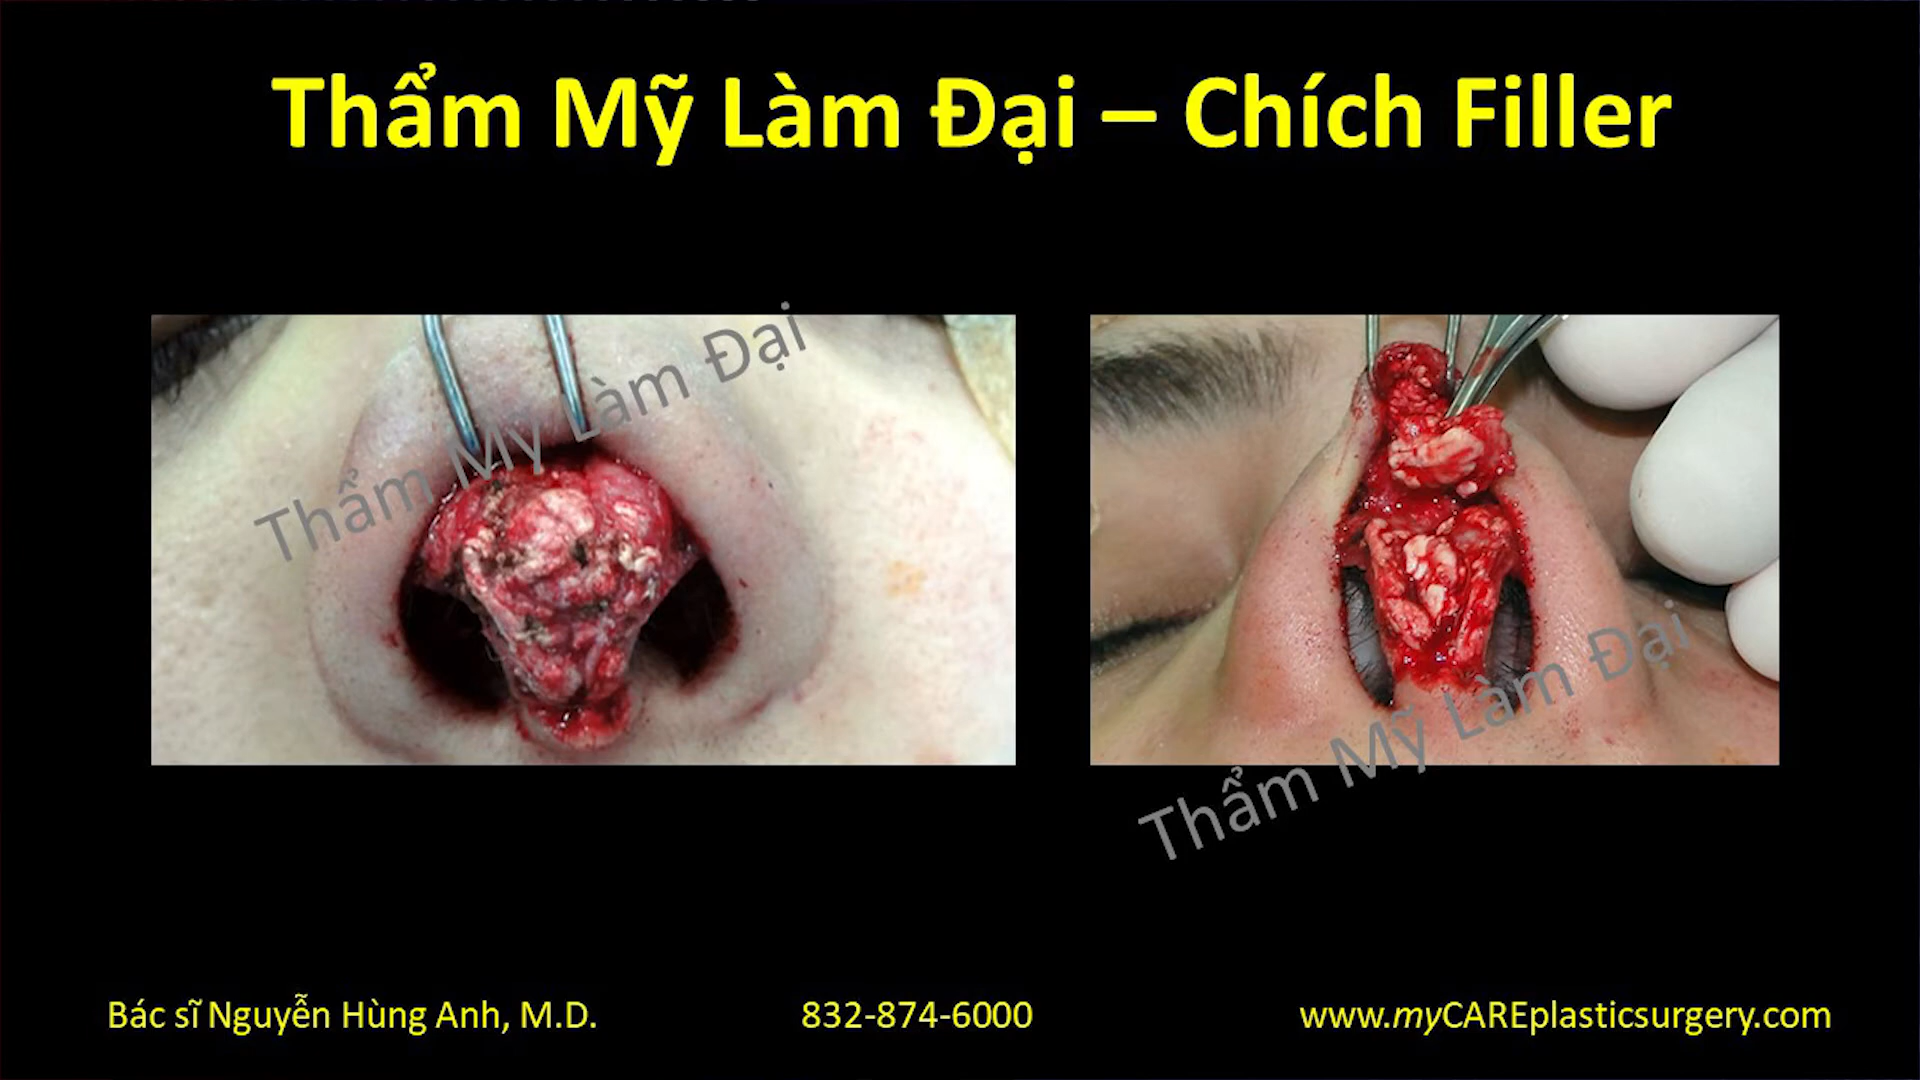 Thẩm Mỹ Làm Đại – Chích Filler
Thẩm Mỹ Làm Đại
Thẩm Mỹ Làm Đại
Bác sĩ Nguyễn Hùng Anh, M.D.
832-874-6000
www.myCAREplasticsurgery.com